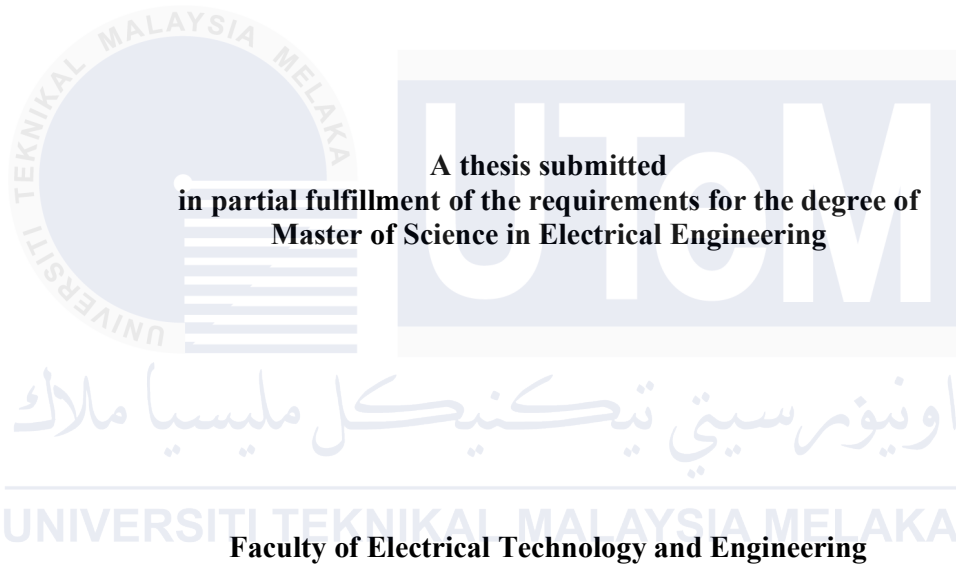 UNIVERSITI TEKNIKAL MALAYSIA MELAKA
UTeM
A thesis submitted
in partial fulfillment of the requirements for the degree of
Master of Science in Electrical Engineering
اونيۏرسيتي تيكنيكل مليسيا ملاك
UNIVERSITI TEKNIKAL MALAYSIA MELAKA
Faculty of Electrical Technology and Engineering